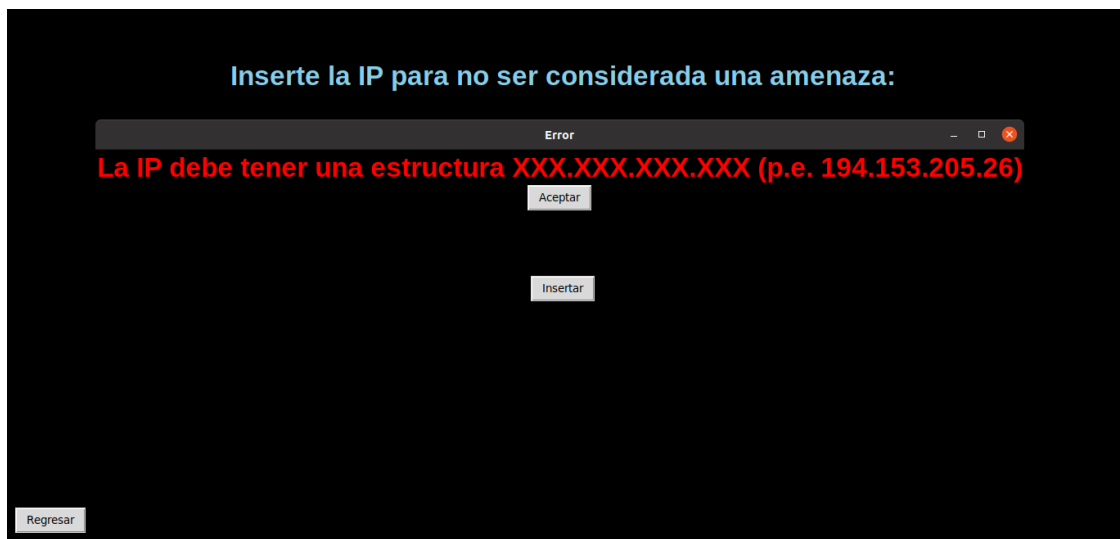 Inserte la IP para no ser considerada una amenaza:
Error
La IP debe tener una estructura XXX.XXX.XXX.XXX (p.e. 194.153.205.26)
Aceptar
Insertar
Regresar